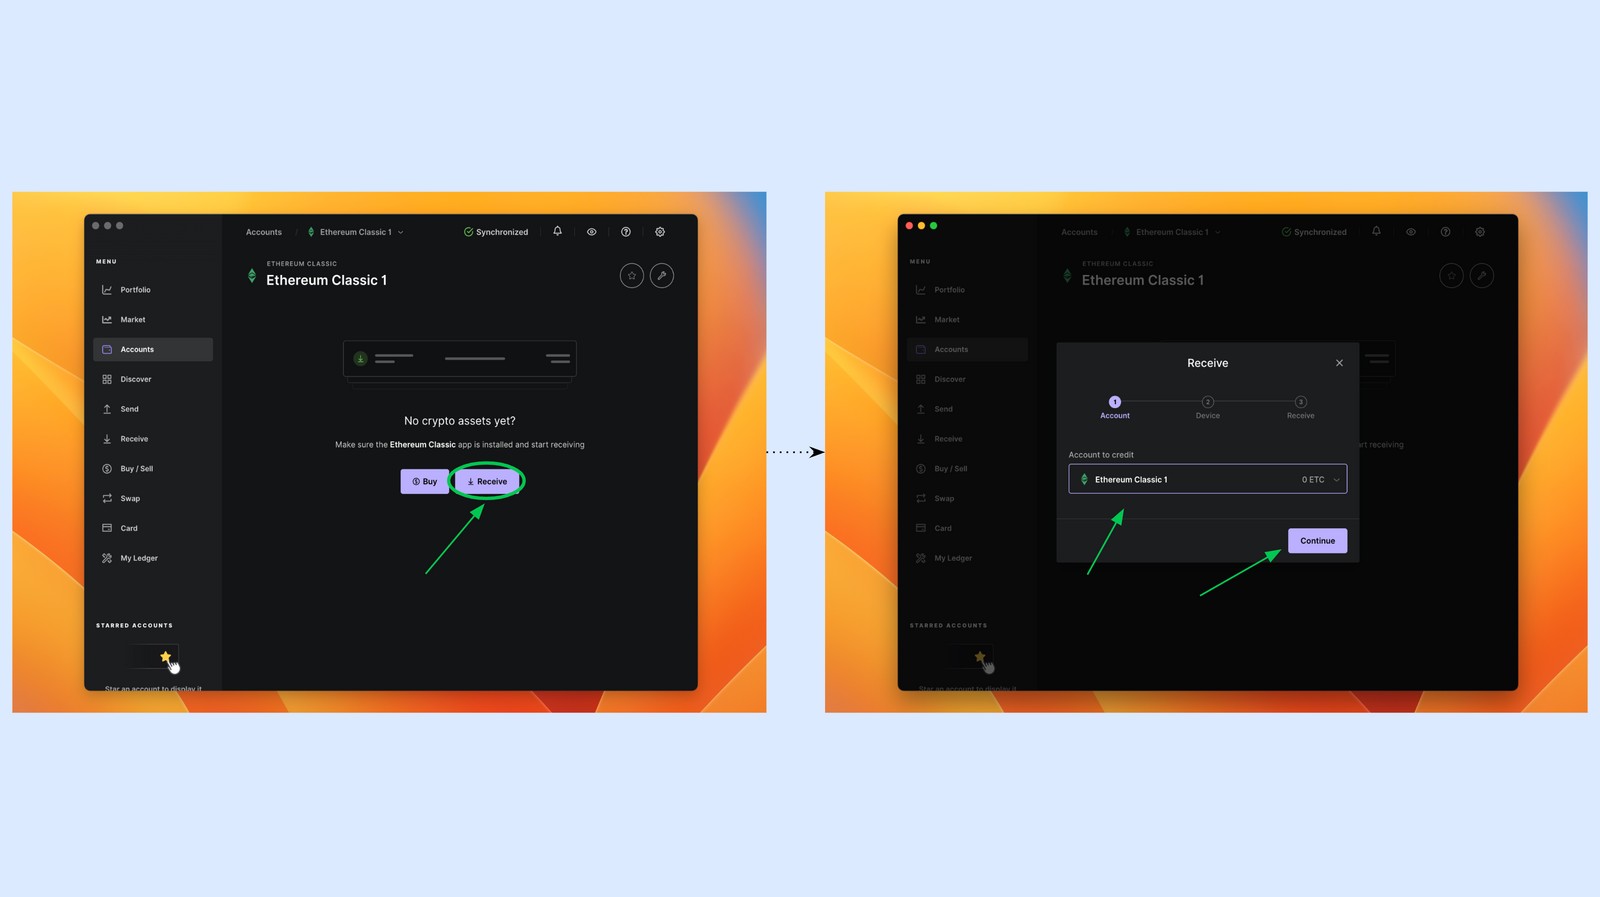 Accounts
Ethereum Classic 1
Synchronized
MENU
ETHEREUM CLASSIC
Ethereum Classic 1
Portfolio
Market
Accounts
Discover
Send
Receive
Buy / Sell
Swap
Card
My Ledger
No crypto assets yet?
Make sure the Ethereum Classic app is installed and start receiving
Buy
Receive
STARRED ACCOUNTS
Star an account to display it
Accounts
Ethereum Classic 1
Synchronized
MENU
ETHEREUM CLASSIC
Ethereum Classic 1
Portfolio
Market
Accounts
Discover
Send
Receive
Buy / Sell
Swap
Card
My Ledger
Receive
1
2
3
Account
Device
Receive
Account to credit
Ethereum Classic 1
0 ETC
Continue
receiving
STARRED ACCOUNTS
Star an account to display it